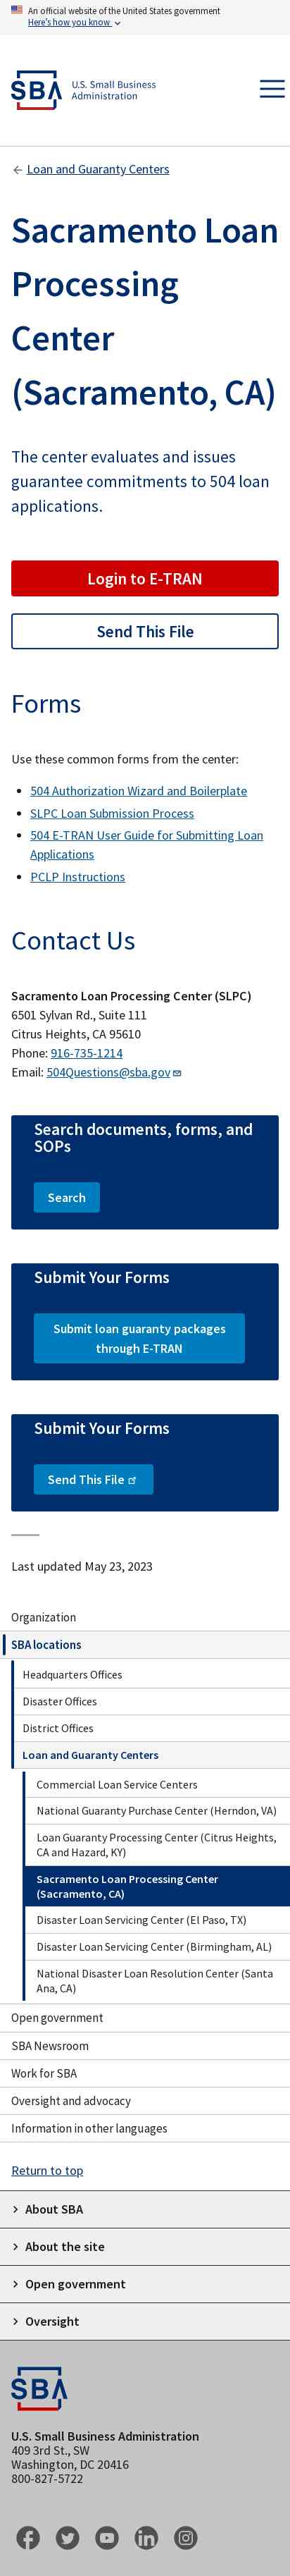 An official website of the United States government
Here's how you know
SBA U.S. Small Business
Administration
Loan and Guaranty Centers
Sacramento Loan
Processing
Center
(Sacramento, CA)
The center evaluates and issues
guarantee commitments to 504 loan
applications.
Login to E-TRAN
Send This File
Forms
Use these common forms from the center:
504 Authorization Wizard and Boilerplate
SLPC Loan Submission Process
504 E-TRAN User Guide for Submitting Loan
Applications
PCLP Instructions
Contact Us
Sacramento Loan Processing Center (SLPC)
6501 Sylvan Rd., Suite 111
Citrus Heights, CA 95610
Phone: 916-735-1214
Email: 504Questions@sba.gov
Search documents, forms, and
SOPs
Search
Submit Your Forms
Submit loan guaranty packages
through E-TRAN
Submit Your Forms
Send This File
Last updated May 23, 2023
Organization
SBA locations
Headquarters Offices
Disaster Offices
District Offices
Loan and Guaranty Centers
Commercial Loan Service Centers
National Guaranty Purchase Center (Herndon, VA)
Loan Guaranty Processing Center (Citrus Heights,
CA and Hazard, KY)
Sacramento Loan Processing Center
(Sacramento, CA)
Disaster Loan Servicing Center (El Paso, TX)
Disaster Loan Servicing Center (Birmingham, AL)
National Disaster Loan Resolution Center (Santa
Ana, CA)
Open government
SBA Newsroom
Work for SBA
Oversight and advocacy
Information in other languages
Return to top
About SBA
About the site
Open government
Oversight
SBA
U.S. Small Business Administration
409 3rd St., SW
Washington, DC 20416
800-827-5722